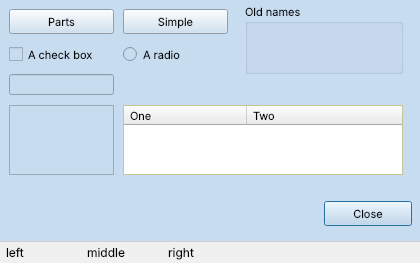 Parts
Simple
Old names
A check box
A radio
One
Two
Close
left
middle
right